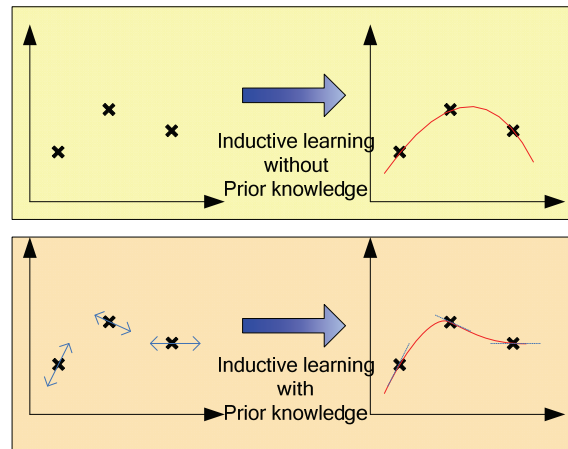 Inductive learning
without
Prior knowledge
Inductive learning
with
Prior knowledge